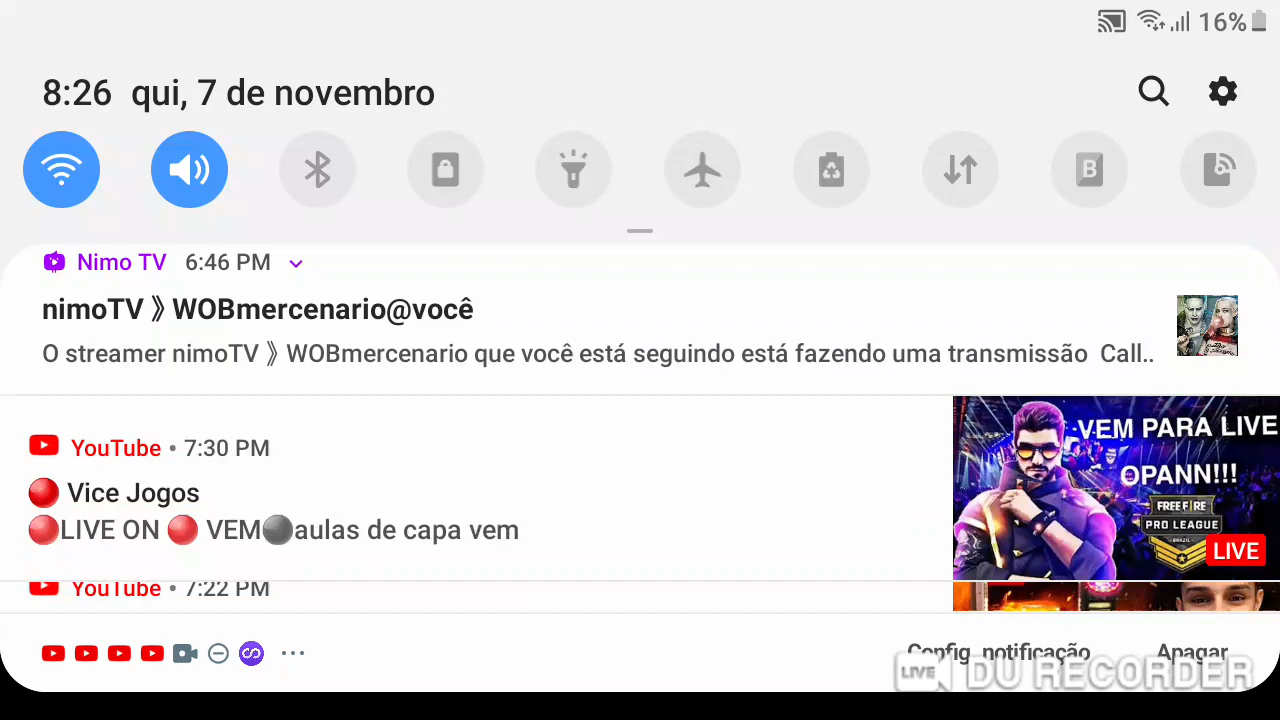 16%
8:26 qui, 7 de novembro
B
Nimo TV 6:46 PM
nimoTV》WOBmercenario@você
O streamer nimoTV》WOBmercenario que você está seguindo está fazendo uma transmissão Call..
YouTube • 7:30 PM
Vice Jogos
LIVE ON VEM aulas de capa vem
VEM PARA LIVE
OPANN!!!
FREE FIRE
PRO LEAGUE
BRAZIL
LIVE
YouTube • 7:22 PM
Config. notificação Apagar
LIVE DU RECORDER